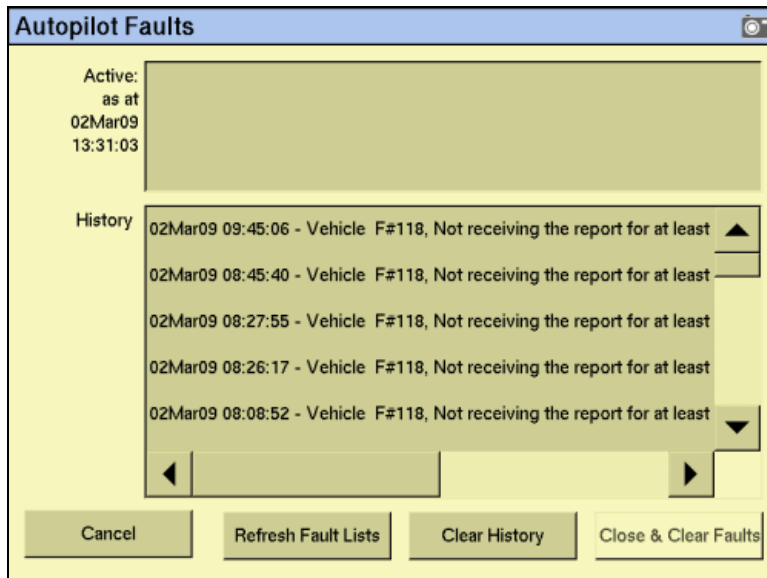 Autopilot Faults
Active:
as at
02Mar09
13:31:03
History
02Mar09 09:45:06 - Vehicle F#118, Not receiving the report for at least
02Mar09 08:45:40 - Vehicle F#118, Not receiving the report for at least
02Mar09 08:27:55 - Vehicle F#118, Not receiving the report for at least
02Mar09 08:26:17 - Vehicle F#118, Not receiving the report for at least
02Mar09 08:08:52 - Vehicle F#118, Not receiving the report for at least
Cancel
Refresh Fault Lists
Clear History
Close & Clear Faults